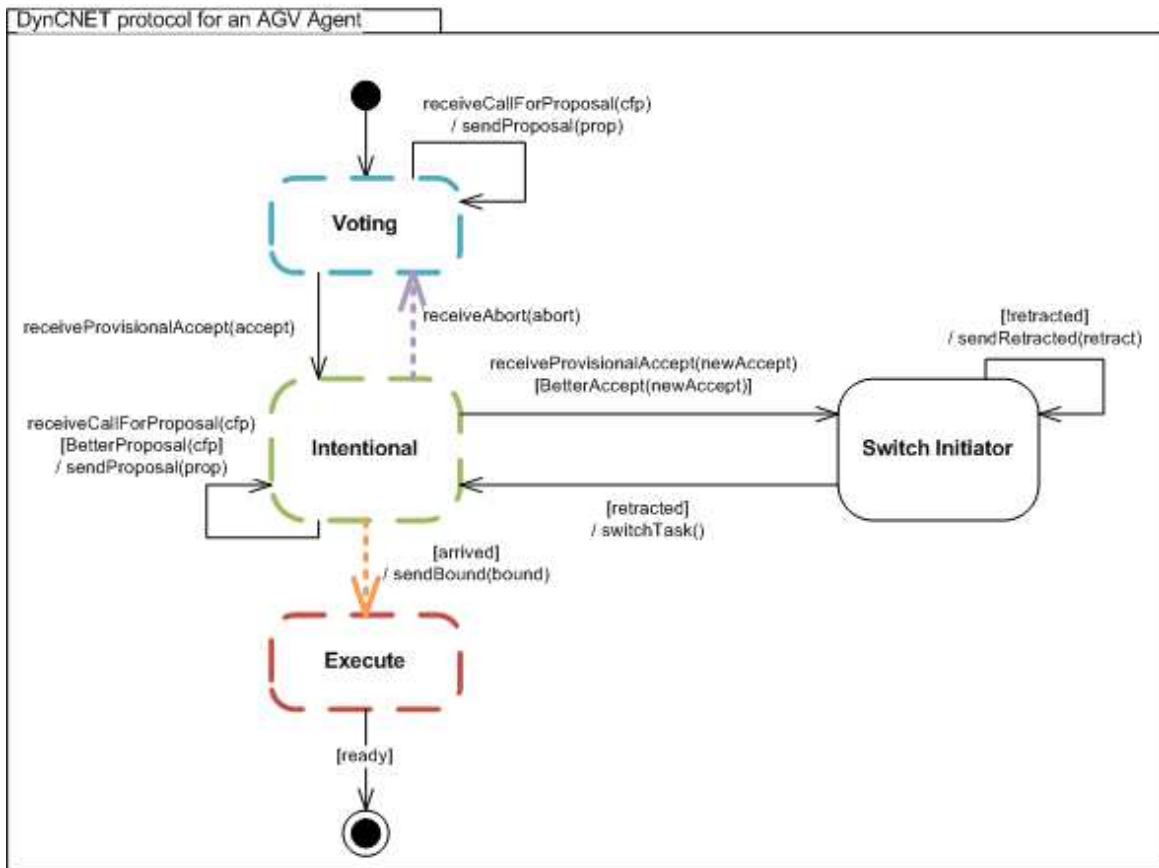 DynCNET protocol for an AGV Agent
receiveCallForProposal(cfp)
/ sendProposal(prop)
Voting
receiveProvisionalAccept(accept)
receiveAbort(abort)
[!retracted]
/ sendRetracted(retract)
receiveProvisionalAccept(newAccept)
[BetterAccept(newAccept)]
receiveCallForProposal(cfp)
[BetterProposal(cfp]
/ sendProposal(prop)
Intentional
Switch Initiator
[retracted]
/ switchTask()
[arrived]
/ sendBound(bound)
Execute
[ready]